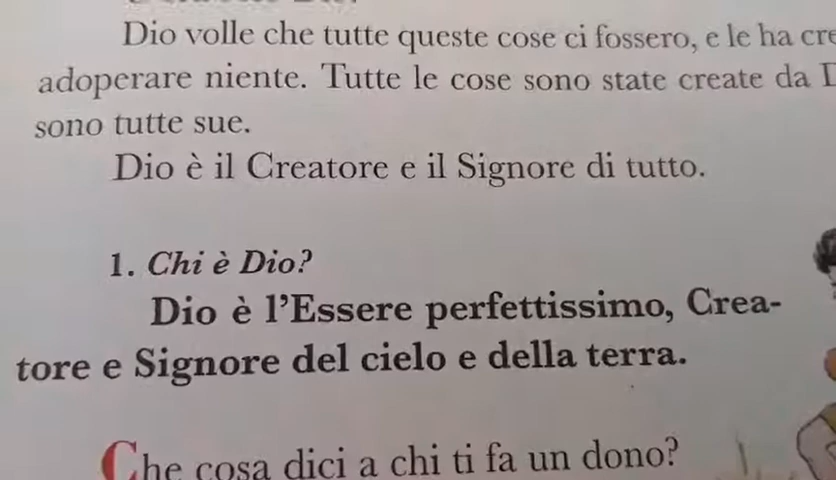 Dio volle che tutte queste cose ci fossero, e le ha cre
adoperare niente. Tutte le cose sono state create da D
sono tutte sue.
Dio è il Creatore e il Signore di tutto.
1. Chi è Dio?
Dio è l'Essere perfettissimo, Crea-
tore e Signore del cielo e della terra.
Che cosa dici a chi ti fa un dono?